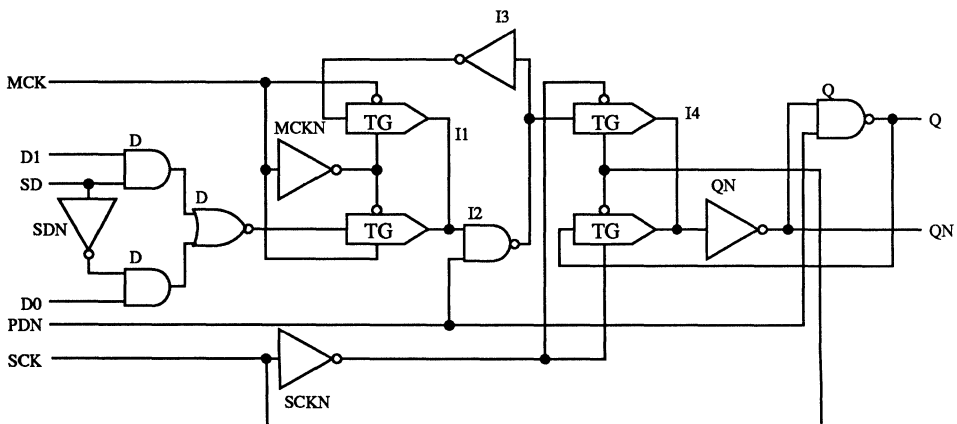 I3
MCK
Q
TG
TG
I4
Q
MCKN
I1
D
D1
SD
D
I2
QN
SDN
TG
TG
QN
D
D0
PDN
SCK
SCKN